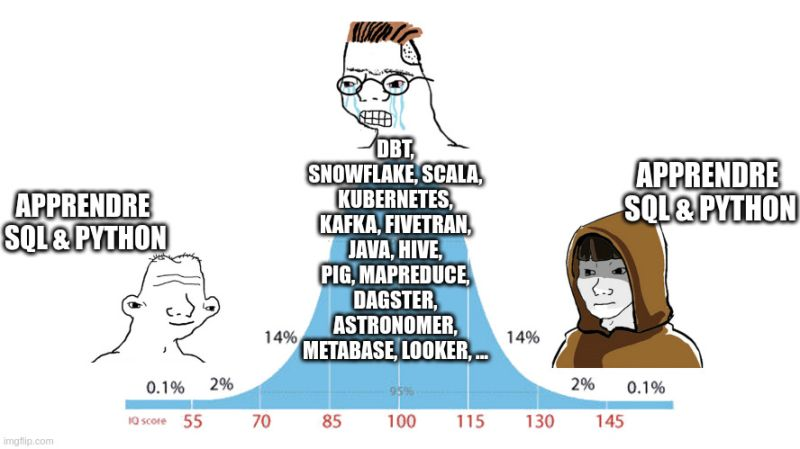 DBT,
SNOWFLAKE, SCALA,
KUBERNETES,
KAFKA, FIVETRAN,
JAVA, HIVE,
PIG, MAPREDUCE,
DAGSTER,
ASTRONOMER,
METABASE, LOOKER, ...
APPRENDRE
SQL & PYTHON
APPRENDRE
SQL & PYTHON
14%
14%
0.1%
2%
95%
2%
0.1%
IQ score 55 70 85 100 115 130 145
imgflip.com